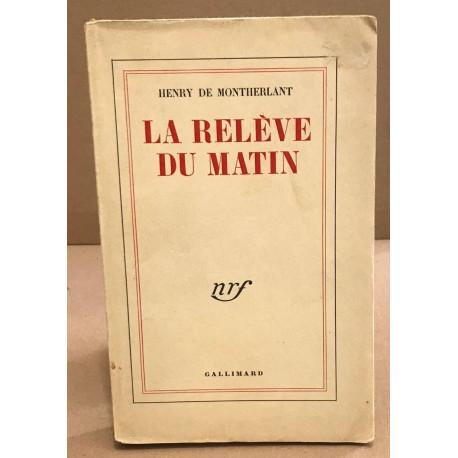 HENRY DE MONTHERLANT
LA RELÈVE
DU MATIN
nrf
GALLIMARD